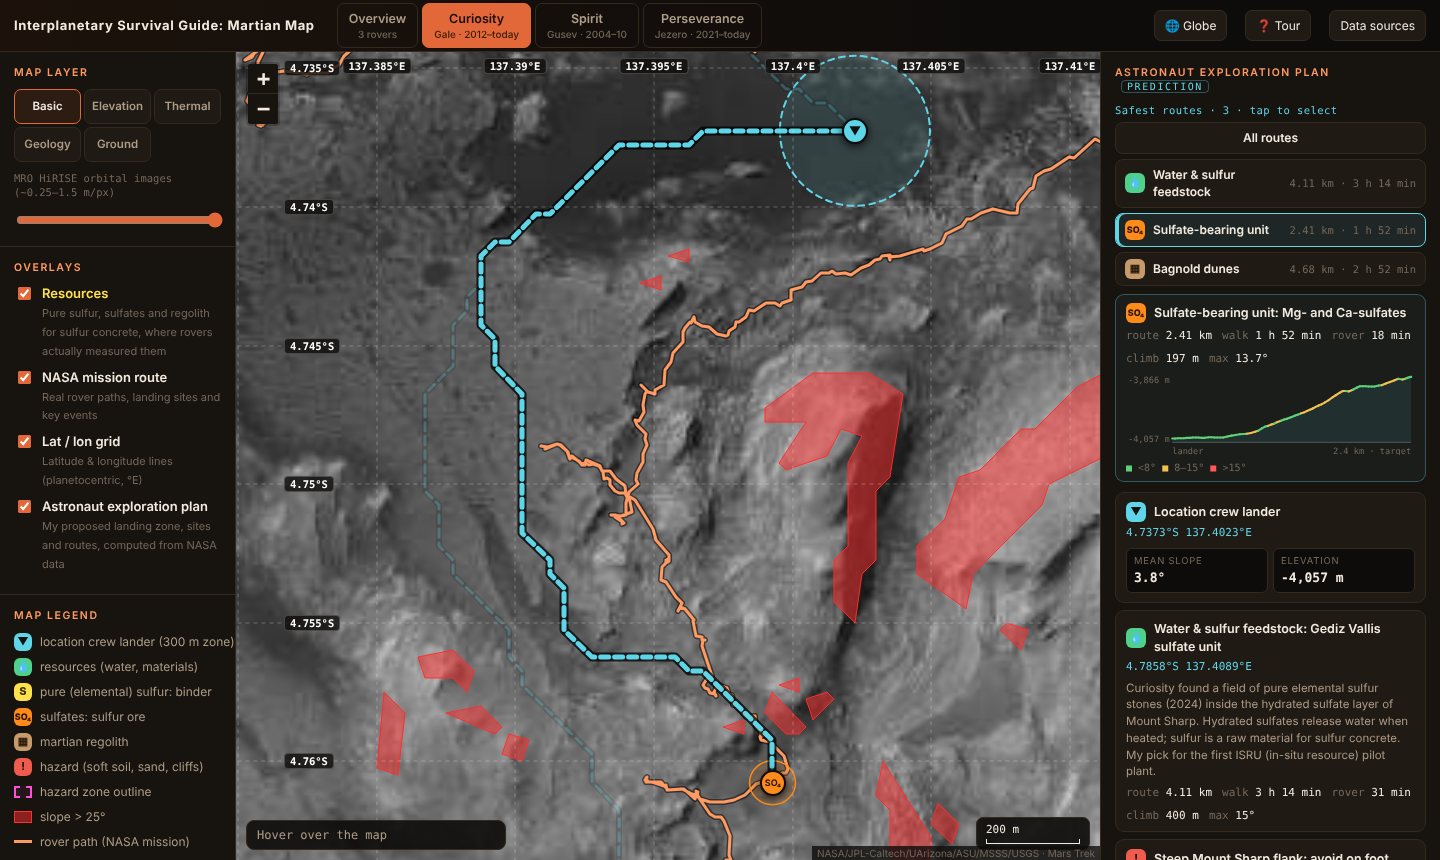 Interplanetary Survival Guide: Martian Map
Overview
3 rovers
Curiosity
Gale · 2012–today
Spirit
Gusev · 2004–10
Perseverance
Jezero · 2021–today
🌐 Globe
❓ Tour
Data sources
MAP LAYER
Basic
Elevation
Thermal
Geology
Ground
MRO HiRISE orbital images
(~0.25–1.5 m/px)
OVERLAYS
Resources
Pure sulfur, sulfates and regolith
for sulfur concrete, where rovers
actually measured them
NASA mission route
Real rover paths, landing sites and
key events
Lat / lon grid
Latitude & longitude lines
(planetocentric, °E)
Astronaut exploration plan
My proposed landing zone, sites
and routes, computed from NASA
data
MAP LEGEND
location crew lander (300 m zone)
resources (water, materials)
S pure (elemental) sulfur: binder
SO₄ sulfates: sulfur ore
martian regolith
! hazard (soft soil, sand, cliffs)
hazard zone outline
slope > 25°
rover path (NASA mission)
+
−
4.735°S
137.385°E
137.39°E
137.395°E
137.4°E
137.405°E
137.41°E
4.74°S
4.745°S
4.75°S
4.755°S
4.76°S
SO₄
Hover over the map
200 m
NASA/JPL-Caltech/UArizona/ASU/MSSS/USGS · Mars Trek
ASTRONAUT EXPLORATION PLAN
PREDICTION
Safest routes · 3 · tap to select
All routes
Water & sulfur
feedstock
4.11 km · 3 h 14 min
SO₄ Sulfate-bearing unit 2.41 km · 1 h 52 min
Bagnold dunes 4.68 km · 2 h 52 min
SO₄ Sulfate-bearing unit: Mg- and Ca-sulfates
route 2.41 km walk 1 h 52 min rover 18 min
climb 197 m max 13.7°
-3,866 m
-4,057 m
lander
2.4 km · target
<8° 8–15° >15°
Location crew lander
4.7373°S 137.4023°E
MEAN SLOPE
3.8°
ELEVATION
-4,057 m
Water & sulfur feedstock: Gediz Vallis
sulfate unit
4.7858°S 137.4089°E
Curiosity found a field of pure elemental sulfur
stones (2024) inside the hydrated sulfate layer of
Mount Sharp. Hydrated sulfates release water when
heated; sulfur is a raw material for sulfur concrete.
My pick for the first ISRU (in-situ resource) pilot
plant.
route 4.11 km walk 3 h 14 min rover 31 min
climb 400 m max 15°
! Steep Mount Sharp flank: avoid on foot